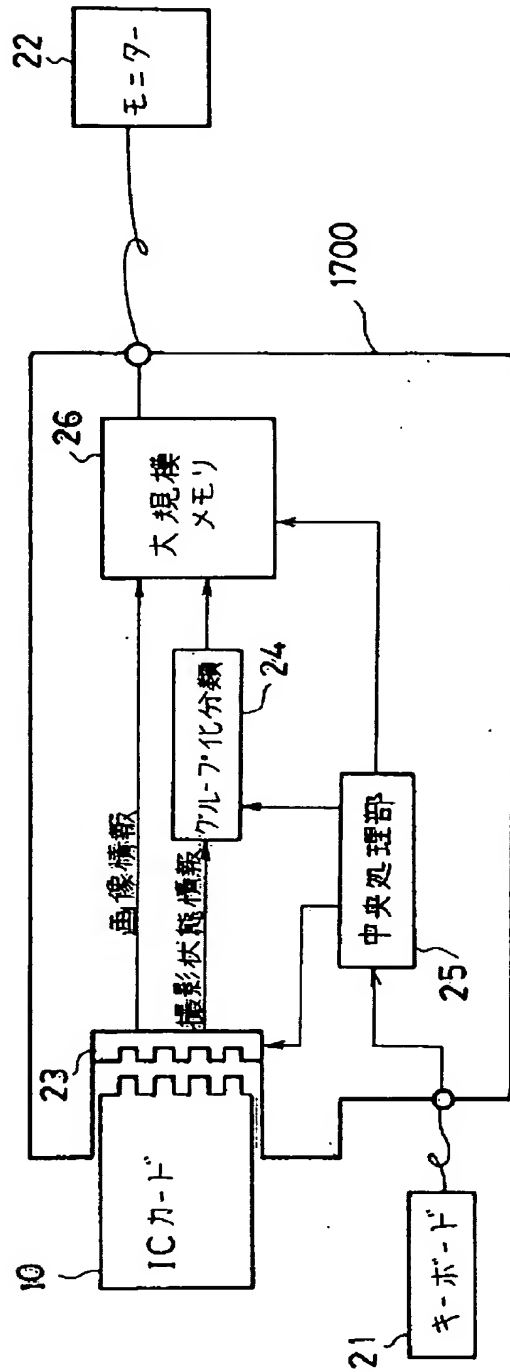 22
モニター
1700
26
大規模
メモリ
24
グループ化分類
画像情報
撮影状態情報
中央処理部
25
23
10
ICカード
21
キーボード